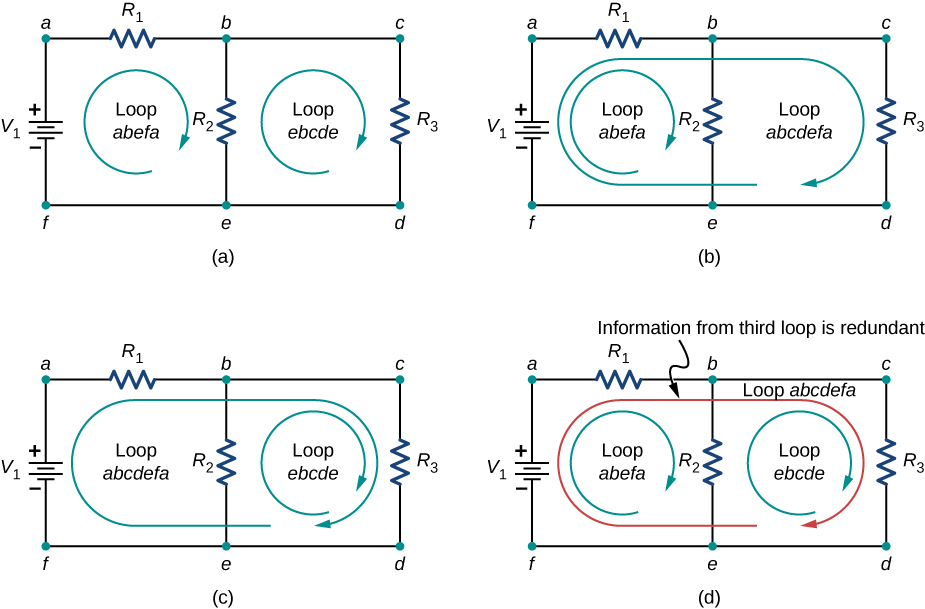 R1
a
b
c
+
V1
−
Loop
abefa
R2
Loop
ebcde
R3
f
e
d
(a)
R1
a
b
c
+
V1
−
Loop
abefa
R2
Loop
abcdefa
R3
f
e
d
(b)
R1
a
b
c
+
V1
−
Loop
abcdefa
R2
Loop
ebcde
R3
f
e
d
(c)
Information from third loop is redundant
R1
a
b
c
Loop abcdefa
+
V1
−
Loop
abefa
R2
Loop
ebcde
R3
f
e
d
(d)